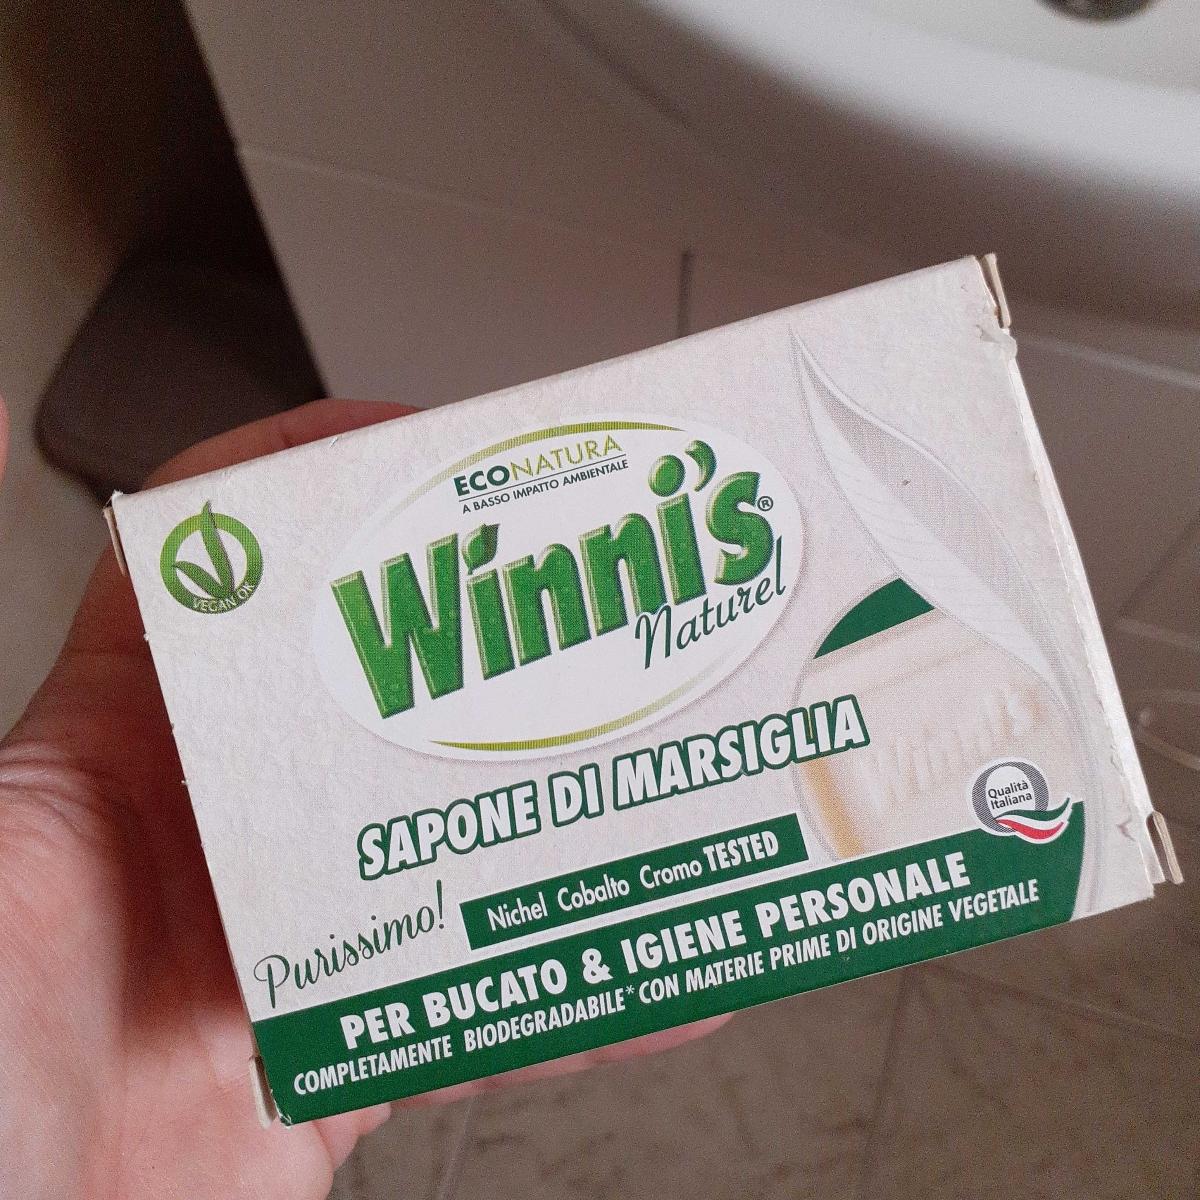 ECONATURA
A BASSO IMPATTO AMBIENTALE
Winni's®
Naturel
VEGAN OK
SAPONE DI MARSIGLIA
Winni's
Qualità
Italiana
Purissimo!
Nichel Cobalto Cromo TESTED
PER BUCATO & IGIENE PERSONALE
COMPLETAMENTE BIODEGRADABILE* CON MATERIE PRIME DI ORIGINE VEGETALE